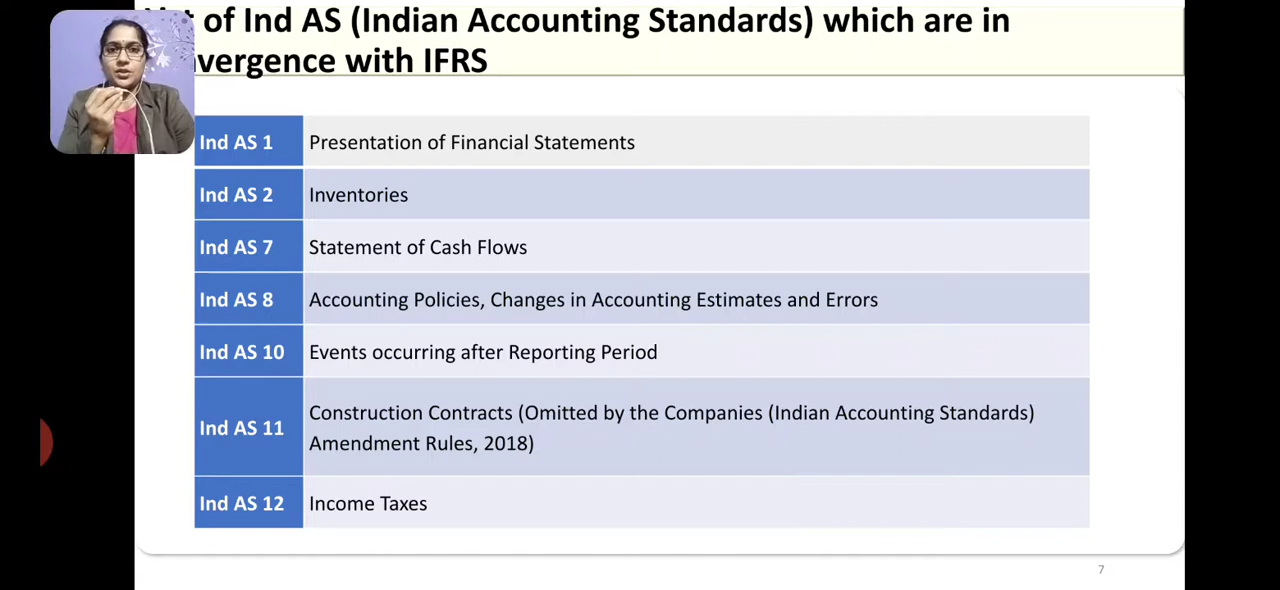 of Ind AS (Indian Accounting Standards) which are in
vergence with IFRS
Ind AS 1 Presentation of Financial Statements
Ind AS 2 Inventories
Ind AS 7 Statement of Cash Flows
Ind AS 8 Accounting Policies, Changes in Accounting Estimates and Errors
Ind AS 10 Events occurring after Reporting Period
Ind AS 11 Construction Contracts (Omitted by the Companies (Indian Accounting Standards)
Amendment Rules, 2018)
Ind AS 12 Income Taxes
7